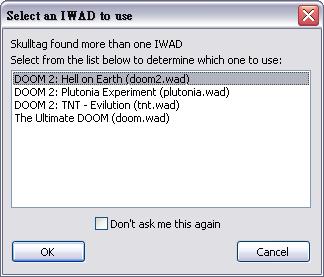 Select an IWAD to use
Skulltag found more than one IWAD
Select from the list below to determine which one to use:
DOOM 2: Hell on Earth (doom2.wad)
DOOM 2: Plutonia Experiment (plutonia.wad)
DOOM 2: TNT - Evilution (tnt.wad)
The Ultimate DOOM (doom.wad)
Don't ask me this again
OK
Cancel